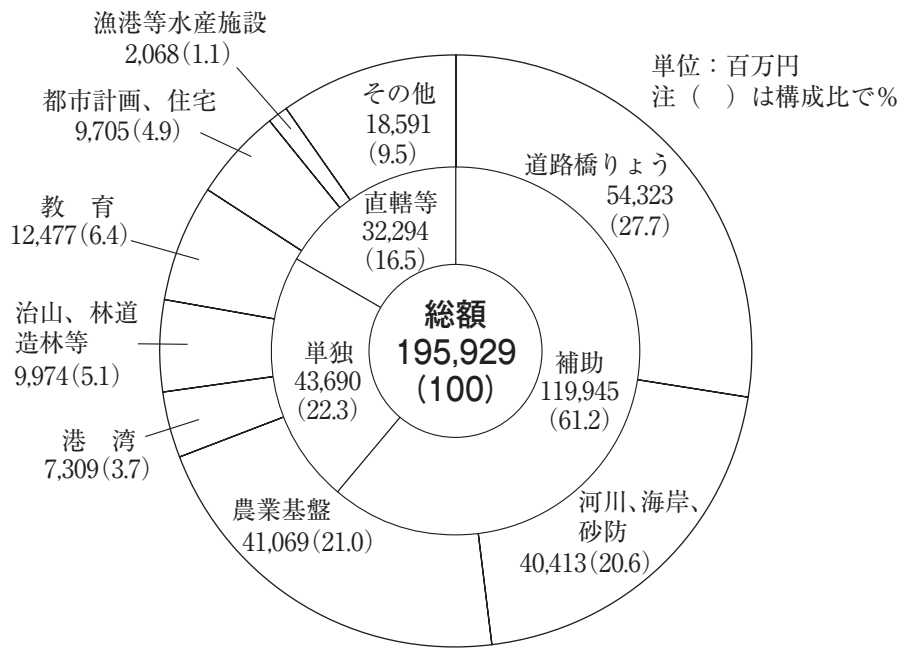 漁港等水産施設
2,068(1.1)
都市計画、住宅
9,705(4.9)
教　育
12,477(6.4)
治山、林道
造林等
9,974(5.1)
港　湾
7,309(3.7)
農業基盤
41,069(21.0)
河川、海岸、
砂防
40,413(20.6)
道路橋りょう
54,323
(27.7)
その他
18,591
(9.5)
単位：百万円
注（　）は構成比で％
直轄等
32,294
(16.5)
単独
43,690
(22.3)
補助
119,945
(61.2)
総額
195,929
(100)